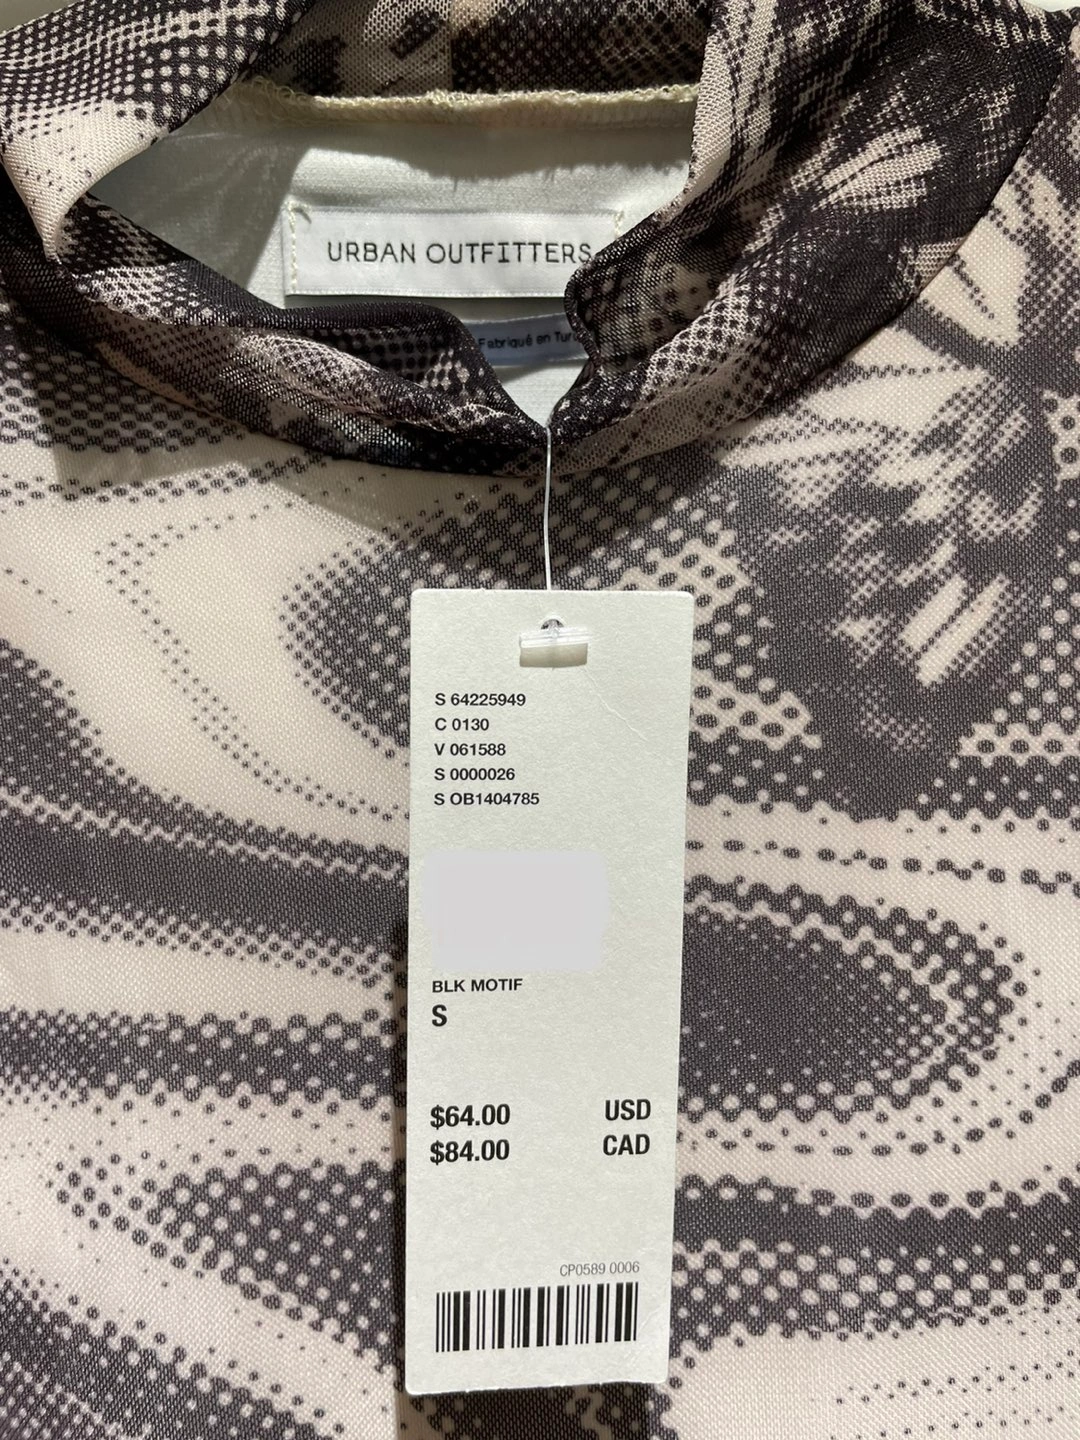 URBAN OUTFITTERS
Fabriqué en
S 64225949
C 0130
V 061588
S 0000026
S OB1404785
BLK MOTIF
S
$64.00 USD
$84.00 CAD
CP0589 0006